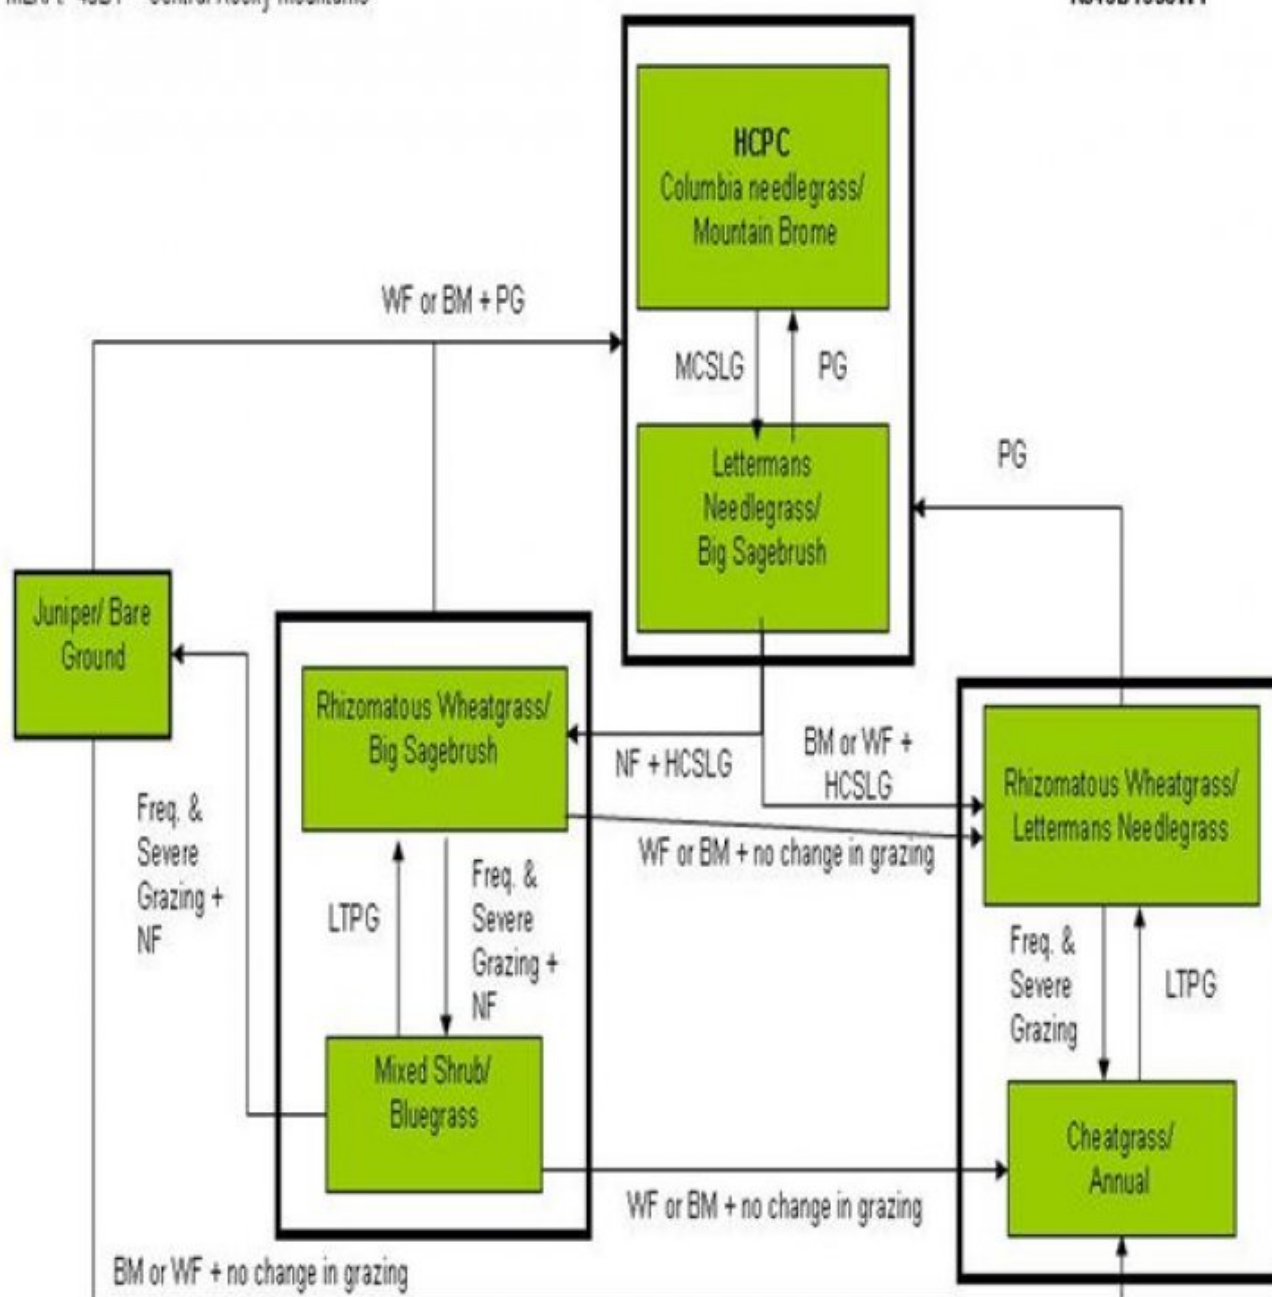 HCPC
Columbia needlegrass/
Mountain Brome
WF or BM + PG
MCSLG
PG
Lettermans
Needlegrass/
Big Sagebrush
PG
Juniper/ Bare
Ground
Rhizomatous Wheatgrass/
Big Sagebrush
NF + HCSLG
BM or WF +
HCSLG
Rhizomatous Wheatgrass/
Lettermans Needlegrass
Freq. &
Severe
Grazing +
NF
WF or BM + no change in grazing
LTPG
Freq. &
Severe
Grazing +
NF
Freq. &
Severe
Grazing
LTPG
Mixed Shrub/
Bluegrass
Cheatgrass/
Annual
WF or BM + no change in grazing
BM or WF + no change in grazing